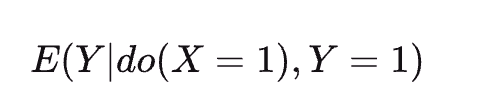 E(Y|do(X = 1), Y = 1)